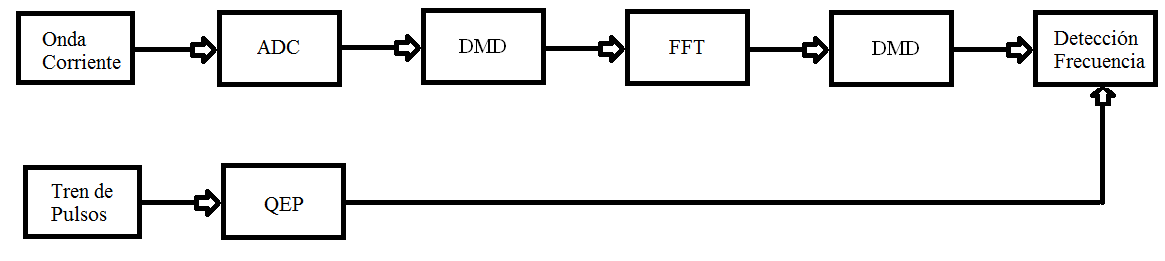 Onda
Corriente
ADC
DMD
FFT
DMD
Detección
Frecuencia
Tren de
Pulsos
QEP